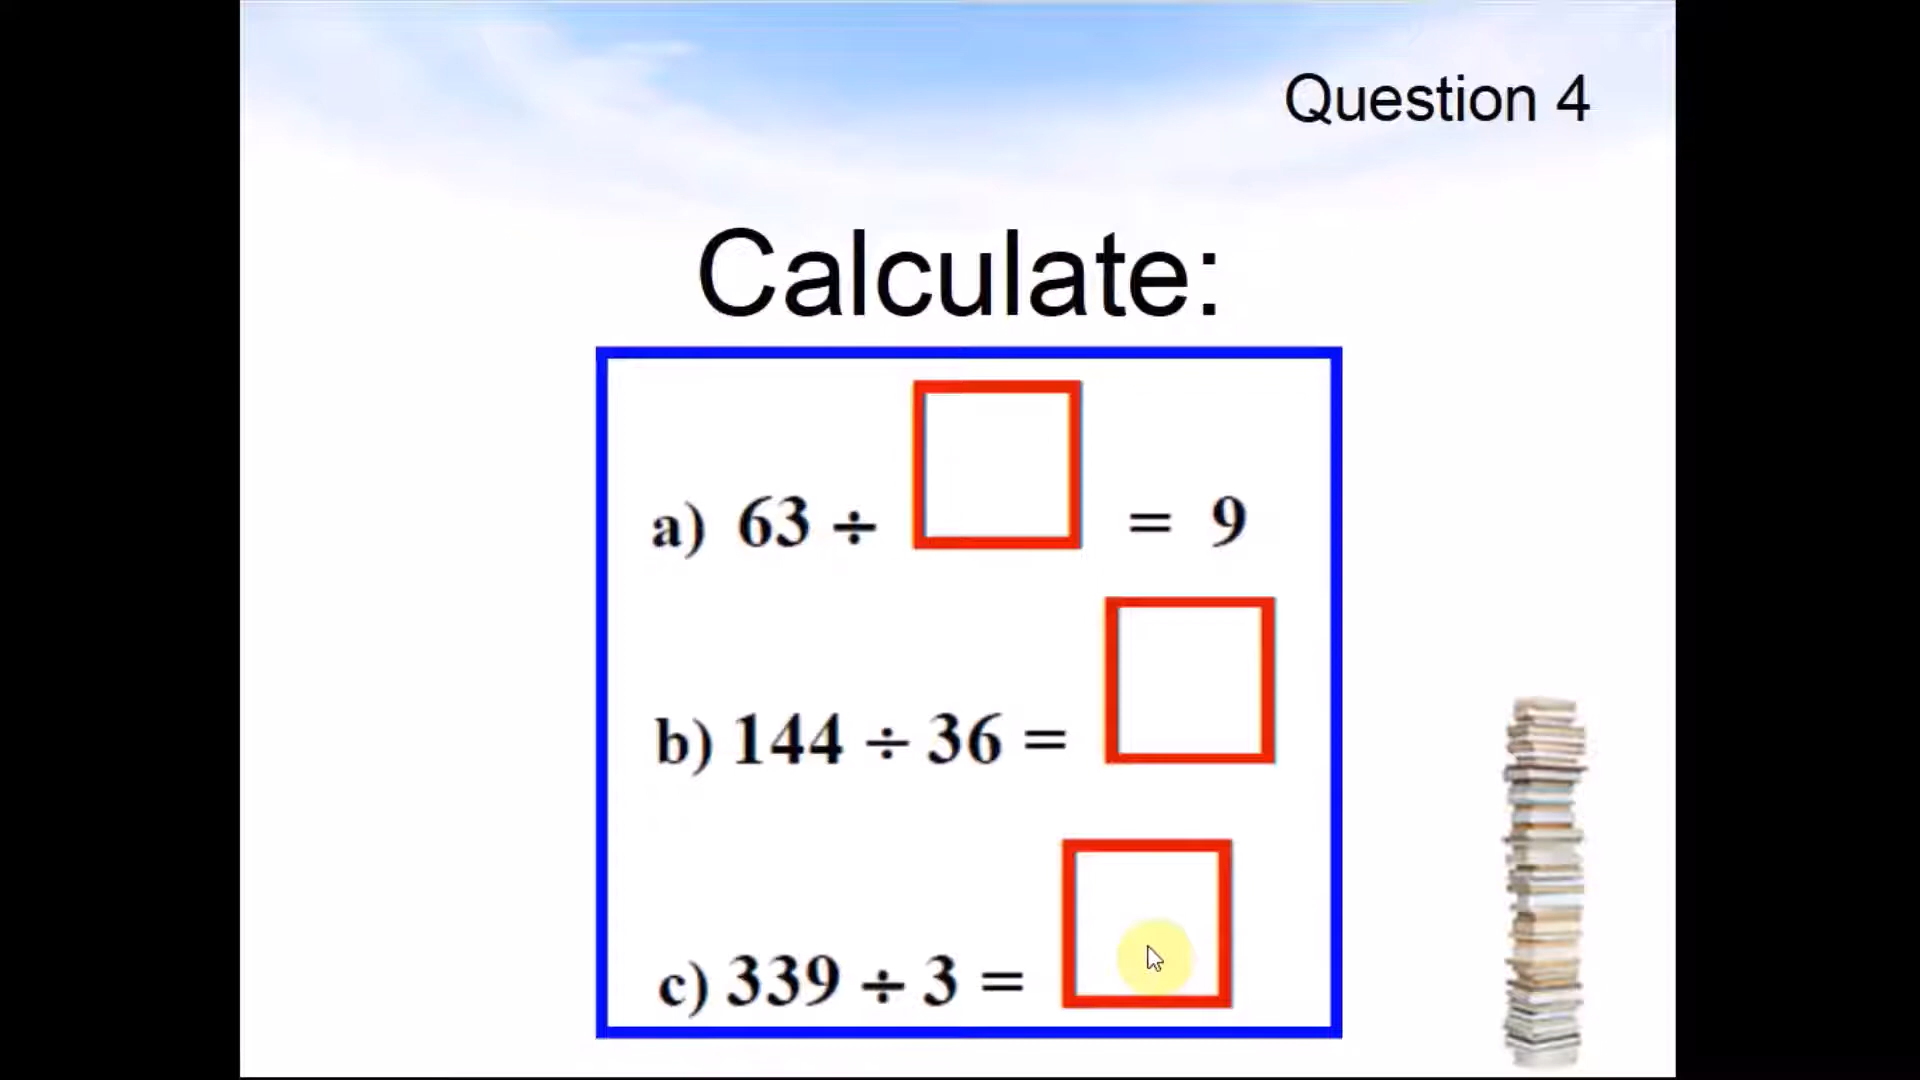 Question 4
Calculate:
a) 63 ÷ = 9
b) 144 ÷ 36 =
c) 339 ÷ 3 =